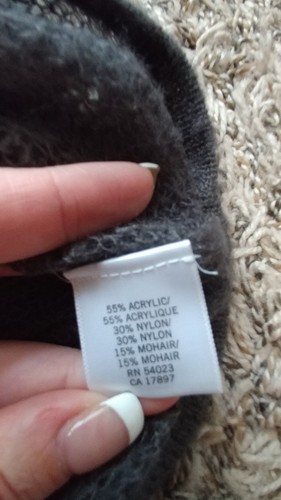 55% ACRYLIC/
55% ACRYLIQUE
30% NYLON/
30% NYLON
15% MOHAIR/
15% MOHAIR
RN 54023
CA 17897